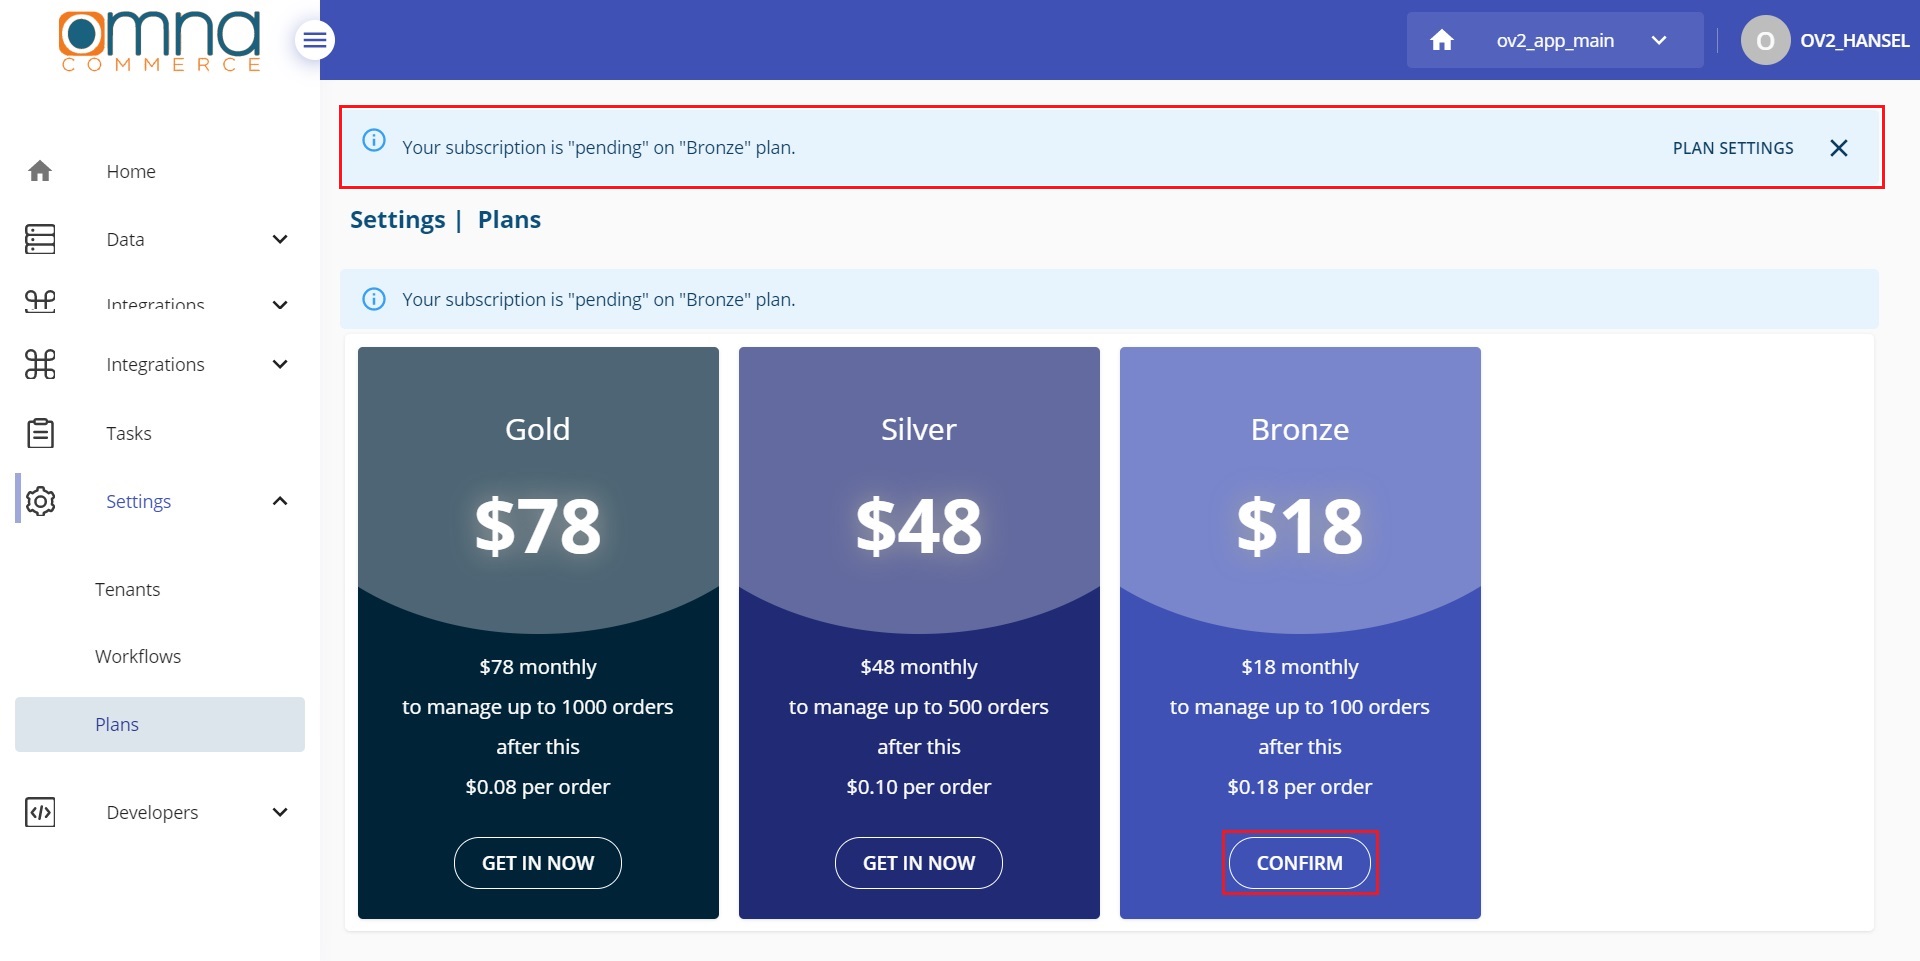 omna
COMMERCE
ov2_app_main
O
OV2_HANSEL
Home
Data
Integrations
Integrations
Tasks
Settings
Tenants
Workflows
Plans
Developers
Your subscription is "pending" on "Bronze" plan.
PLAN SETTINGS
Settings | Plans
Your subscription is "pending" on "Bronze" plan.
Gold
$78
$78 monthly
to manage up to 1000 orders
after this
$0.08 per order
GET IN NOW
Silver
$48
$48 monthly
to manage up to 500 orders
after this
$0.10 per order
GET IN NOW
Bronze
$18
$18 monthly
to manage up to 100 orders
after this
$0.18 per order
CONFIRM